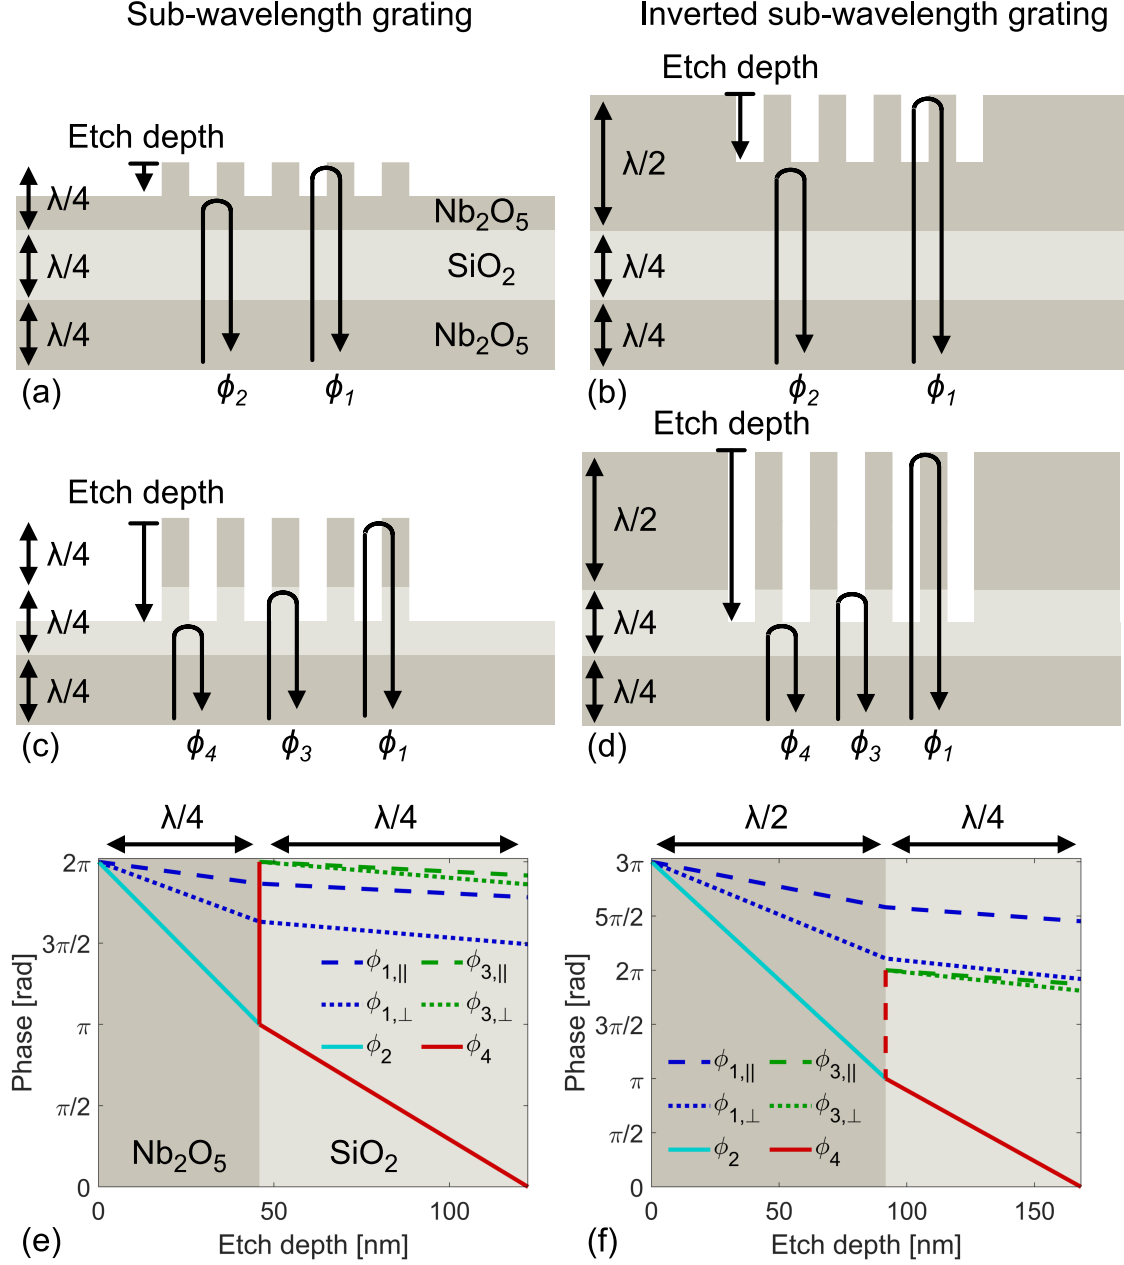 Sub-wavelength grating
Inverted sub-wavelength grating
Etch depth
λ/4
Nb₂O₅
λ/4
SiO₂
λ/4
Nb₂O₅
(a)
ϕ₂
ϕ₁
Etch depth
λ/2
λ/4
λ/4
(b)
ϕ₂
ϕ₁
Etch depth
λ/4
λ/4
λ/4
(c)
ϕ₄
ϕ₃
ϕ₁
Etch depth
λ/2
λ/4
λ/4
(d)
ϕ₄
ϕ₃
ϕ₁
λ/4
λ/4
2π
3π/2
π
π/2
0
Phase [rad]
ϕ1,||
ϕ3,||
ϕ1,⊥
ϕ3,⊥
ϕ₂
ϕ₄
Nb₂O₅
SiO₂
0
50
100
Etch depth [nm]
(e)
λ/2
λ/4
3π
5π/2
2π
3π/2
π
π/2
0
Phase [rad]
ϕ1,||
ϕ3,||
ϕ1,⊥
ϕ3,⊥
ϕ₂
ϕ₄
0
50
100
150
Etch depth [nm]
(f)